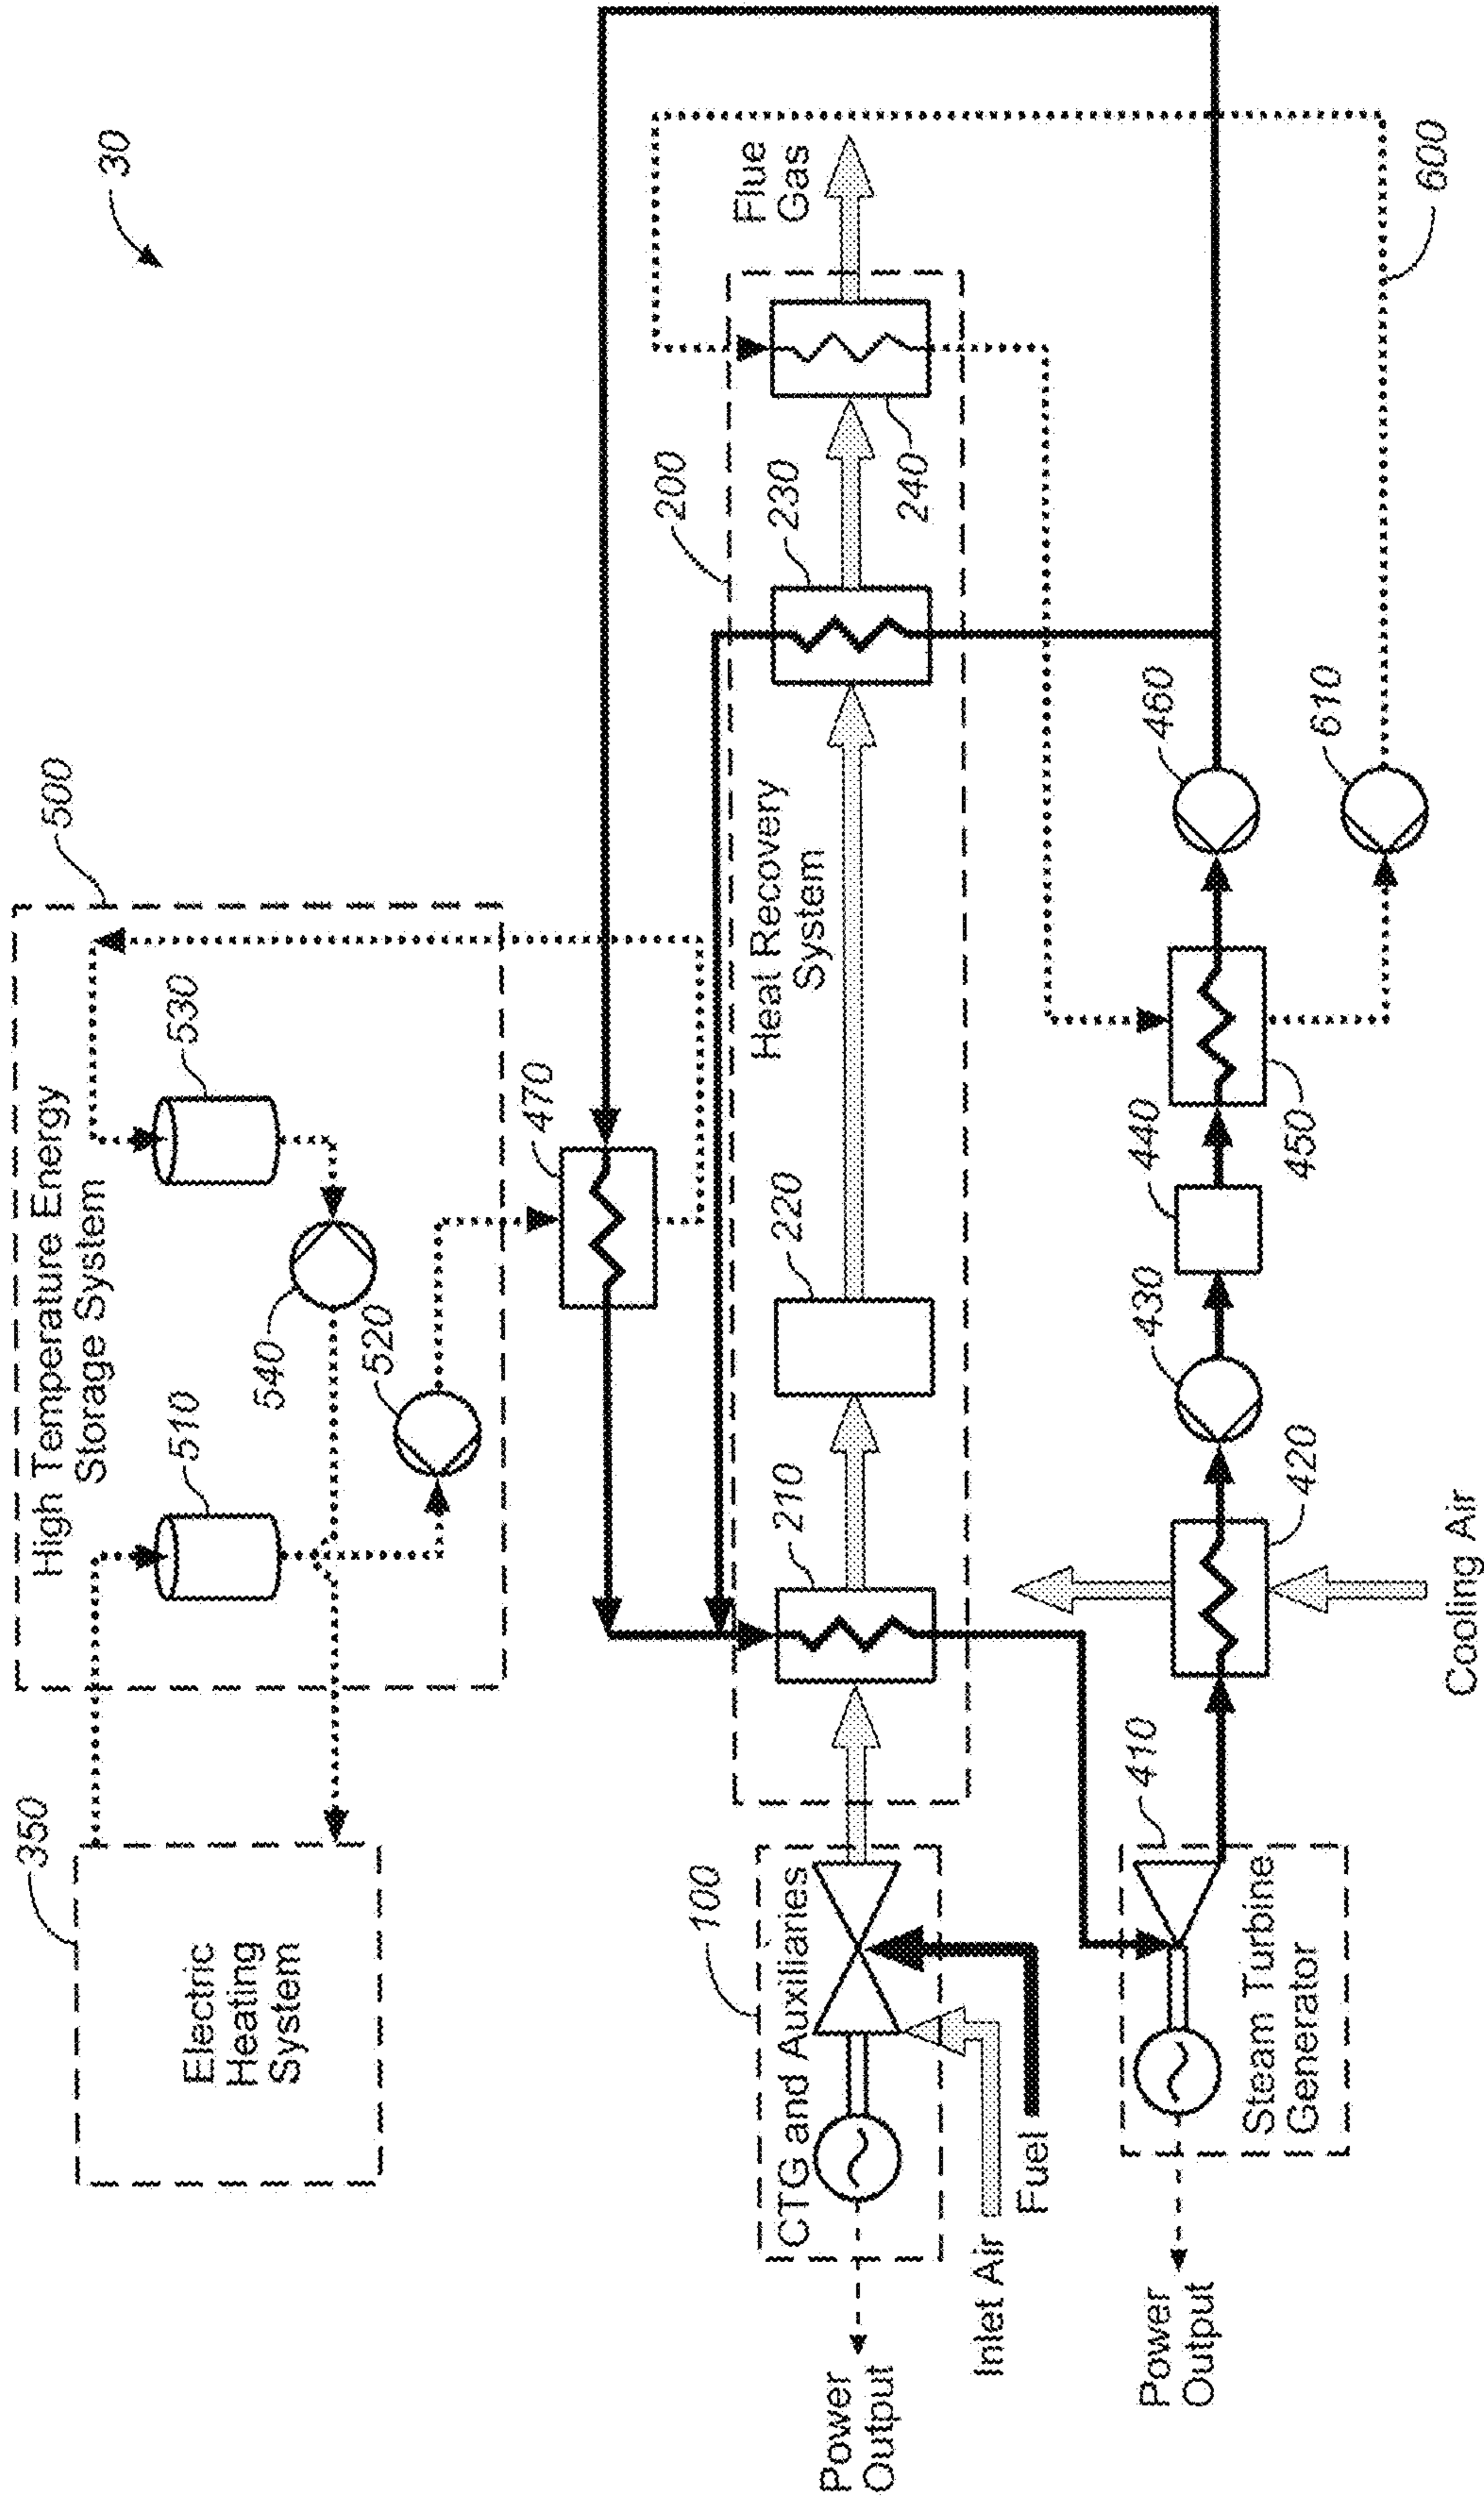 30
350
Electric
Heating
System
500
High Temperature Energy
Storage System
510
530
540
520
470
200
210
220
230
240
Heat Recovery
System
Flue
Gas
100
CTG and Auxiliaries
Power
Output
Inlet Air
Fuel
410
Steam Turbine
Generator
Power
Output
420
Cooling Air
430
440
450
460
610
600